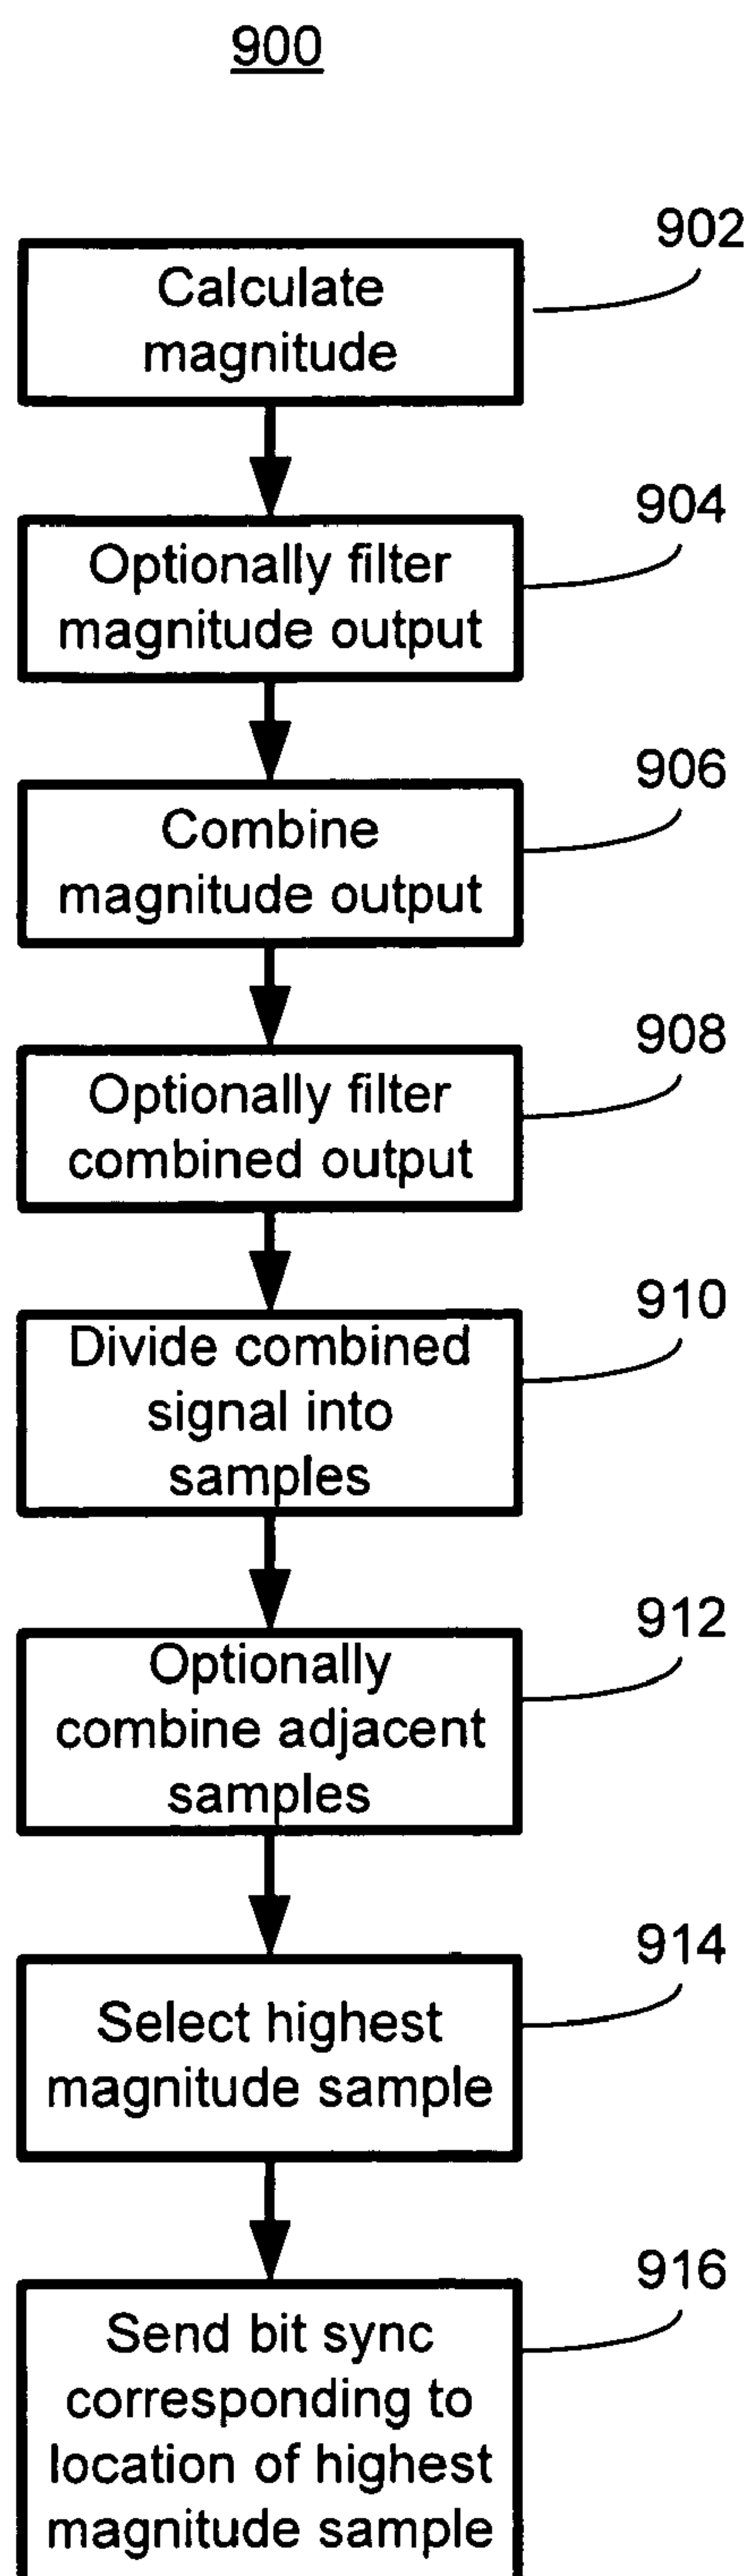 900
902
Calculate
magnitude
904
Optionally filter
magnitude output
906
Combine
magnitude output
908
Optionally filter
combined output
910
Divide combined
signal into
samples
912
Optionally
combine adjacent
samples
914
Select highest
magnitude sample
916
Send bit sync
corresponding to
location of highest
magnitude sample